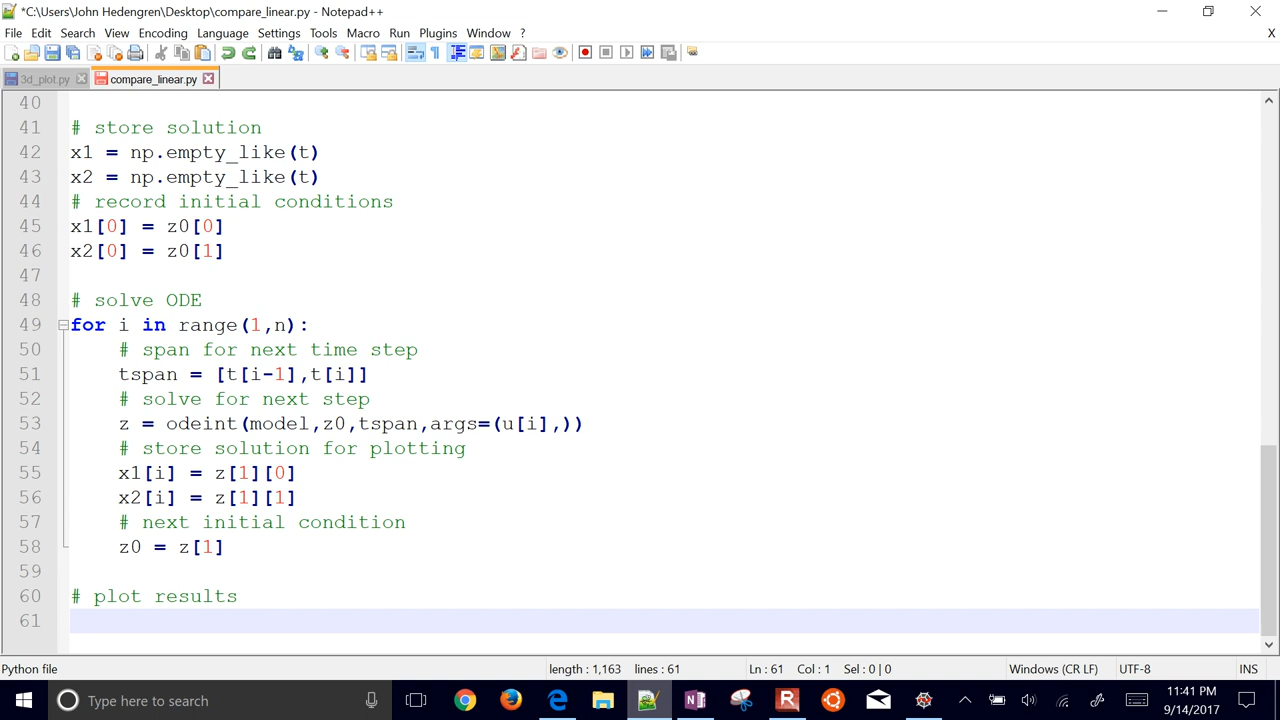 *C:\Users\John Hedengren\Desktop\compare_linear.py - Notepad++
File Edit Search View Encoding Language Settings Tools Macro Run Plugins Window ? X
3d_plot.py compare_linear.py
40
41 # store solution
42 x1 = np.empty_like(t)
43 x2 = np.empty_like(t)
44 # record initial conditions
45 x1[0] = z0[0]
46 x2[0] = z0[1]
47
48 # solve ODE
49 for i in range(1,n):
50 # span for next time step
51 tspan = [t[i-1],t[i]]
52 # solve for next step
53 z = odeint(model,z0,tspan,args=(u[i],))
54 # store solution for plotting
55 x1[i] = z[1][0]
56 x2[i] = z[1][1]
57 # next initial condition
58 z0 = z[1]
59
60 # plot results
61
Python file length : 1,163 lines : 61 Ln : 61 Col : 1 Sel : 0 | 0 Windows (CR LF) UTF-8 INS
Type here to search
11:41 PM
9/14/2017